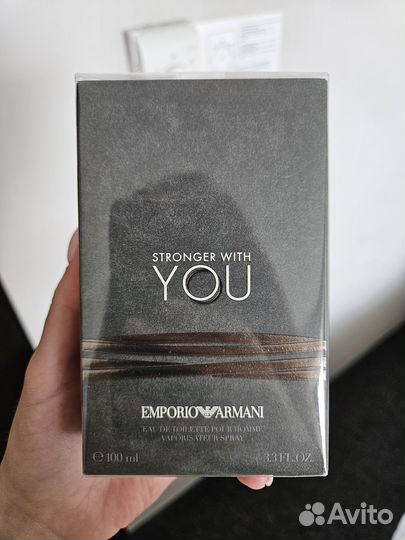 STRONGER WITH
YOU
EMPORIO ARMANI
EAU DE TOILETTE POUR HOMME
VAPORISATEUR SPRAY
℮ 100 ml 3.3 FL.OZ.
Avito